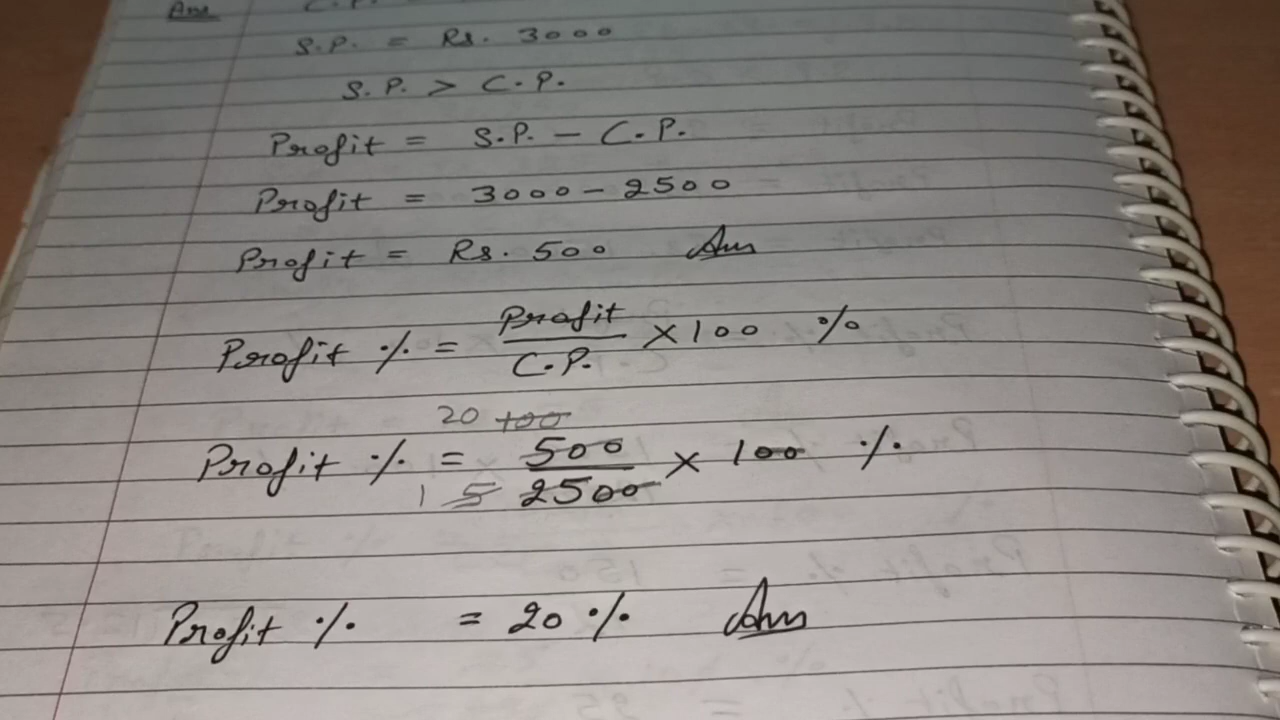 Ans C.P.
S.P. = Rs. 3000
S.P. > C.P.
Profit = S.P. - C.P.
Profit = 3000 - 2500
Profit = Rs. 500 Ans
Profit % = Profit / C.P. × 100 %
20 100
Profit % = 500 / 2500 × 100 %
1 5
Profit % = 20 % Ans